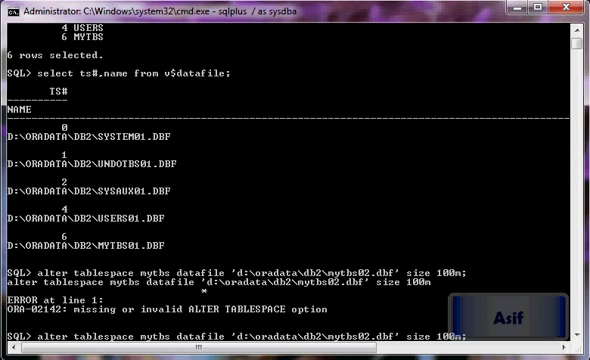 Administrator: C:\Windows\system32\cmd.exe - sqlplus / as sysdba
4 USERS
6 MYTBS
6 rows selected.
SQL> select ts#,name from v$datafile;
TS#
----------
NAME
--------------------------------------------------------------------------------
0
D:\ORADATA\DB2\SYSTEM01.DBF
1
D:\ORADATA\DB2\UNDOTBS01.DBF
2
D:\ORADATA\DB2\SYSAUX01.DBF
4
D:\ORADATA\DB2\USERS01.DBF
6
D:\ORADATA\DB2\MYTBS01.DBF
SQL> alter tablespace mytbs datafile 'd:\oradata\db2\mytbs02.dbf' size 100m;
alter tablespace mytbs datafile 'd:\oradata\db2\mytbs02.dbf' size 100m
*
ERROR at line 1:
ORA-02142: missing or invalid ALTER TABLESPACE option
SQL> alter tablespace mytbs datafile 'd:\oradata\db2\mytbs02.dbf' size 100m;
Asif